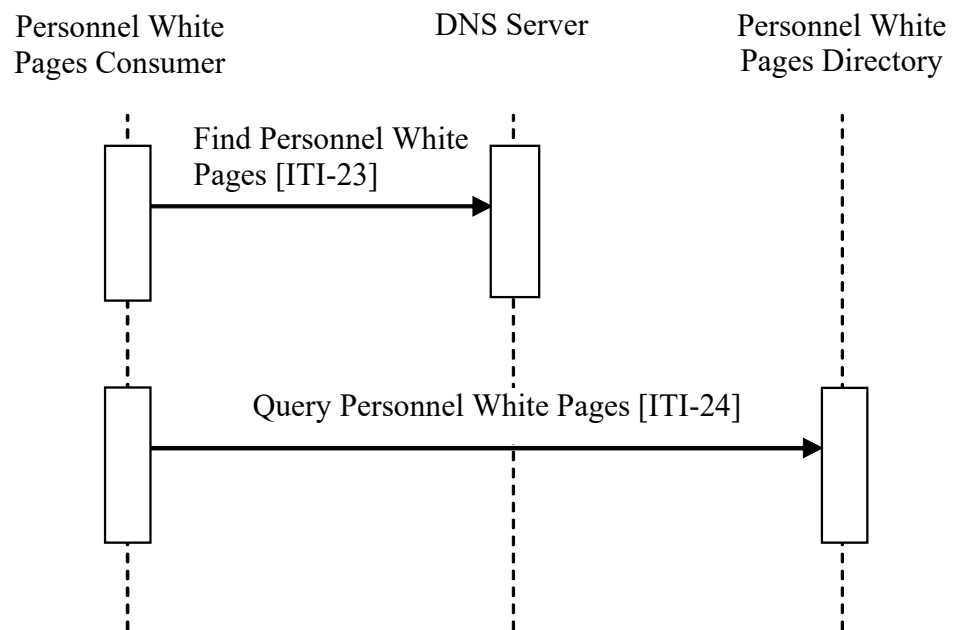 Personnel White
Pages Consumer
DNS Server
Personnel White
Pages Directory
Find Personnel White
Pages [ITI-23]
Query Personnel White Pages [ITI-24]